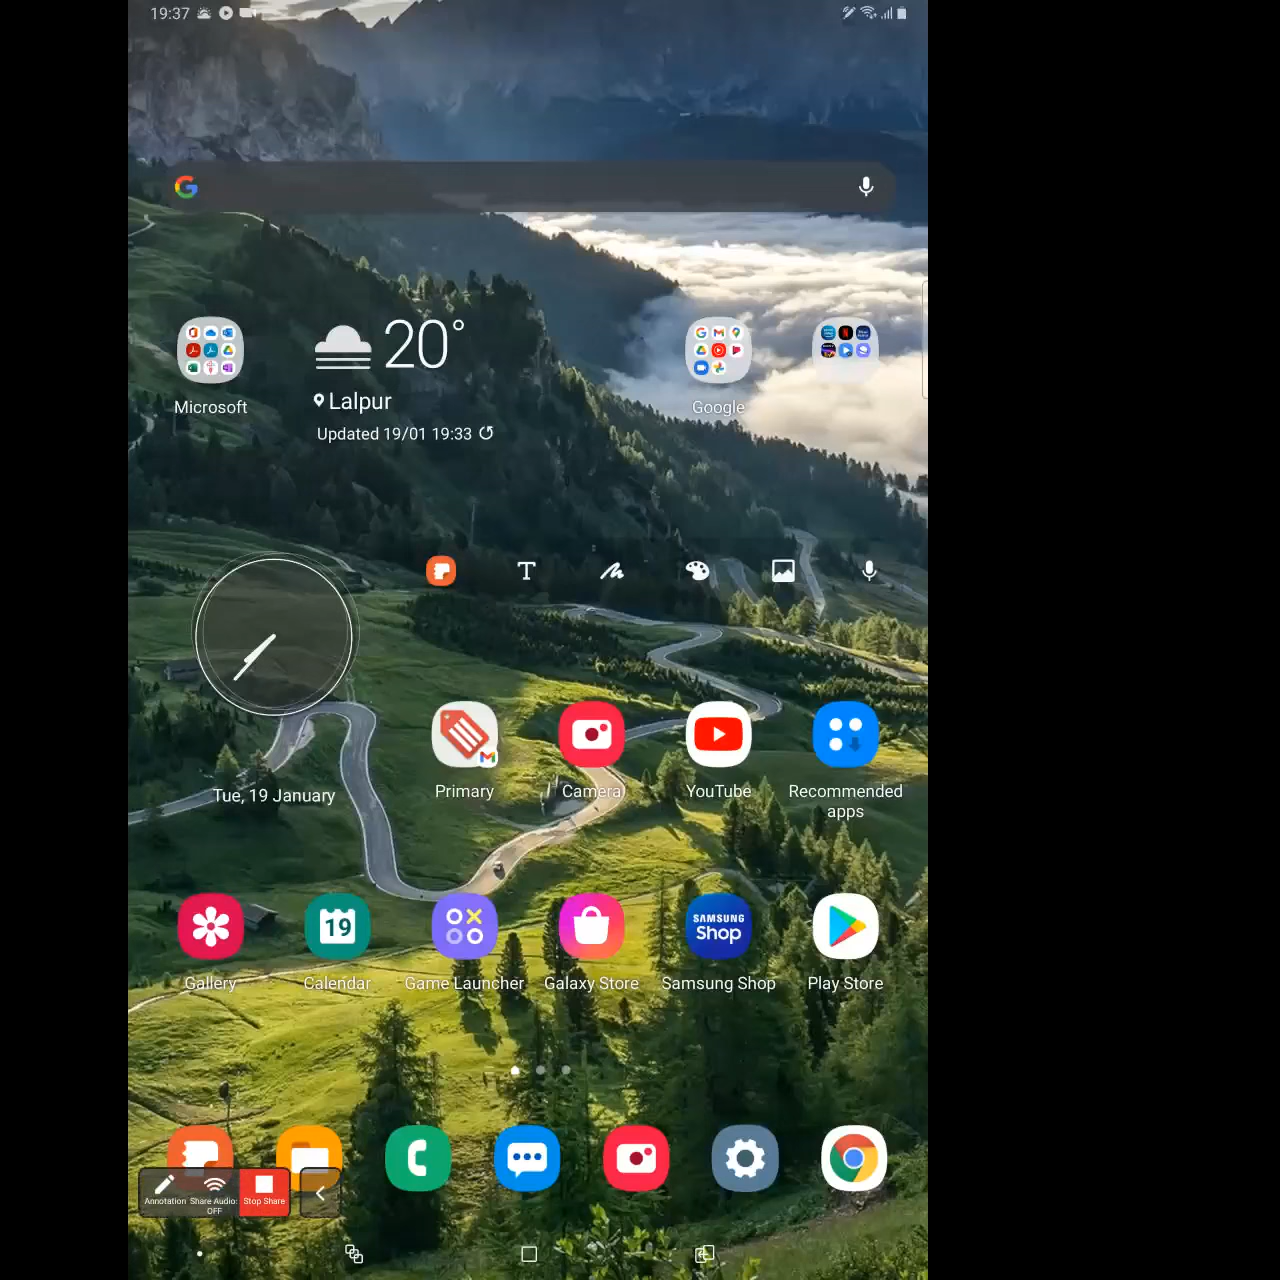 19:37
20°
Lalpur
Updated 19/01 19:33
Microsoft
Google
Tue, 19 January
Primary
Camera
YouTube
Recommended
apps
19
SAMSUNG
Shop
Gallery
Calendar
Game Launcher
Galaxy Store
Samsung Shop
Play Store
Annotation
Share Audio:
OFF
Stop Share